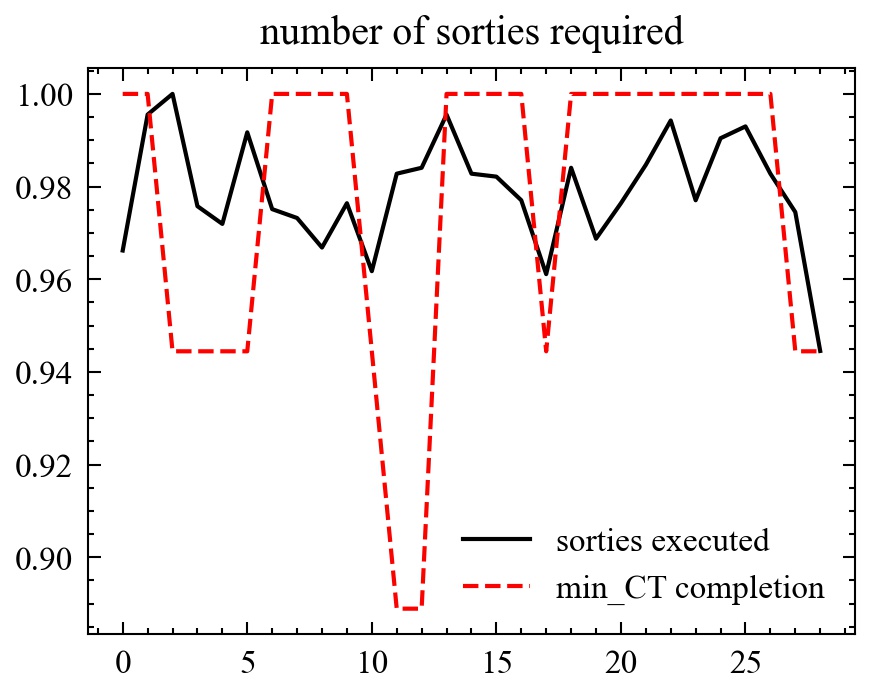 number of sorties required
1.00
0.98
0.96
0.94
0.92
0.90
sorties executed
min_CT completion
0 5 10 15 20 25